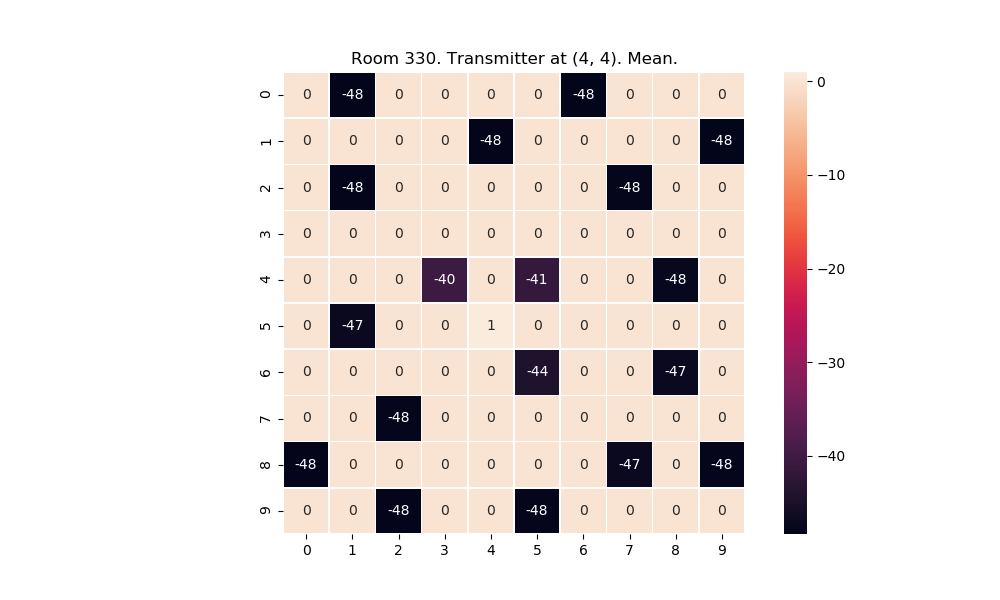 Room 330. Transmitter at (4, 4). Mean.
0 0 -48 0 0 0 0 -48 0 0 0
1 0 0 0 0 -48 0 0 0 0 -48
2 0 -48 0 0 0 0 0 -48 0 0
3 0 0 0 0 0 0 0 0 0 0
4 0 0 0 -40 0 -41 0 0 -48 0
5 0 -47 0 0 1 0 0 0 0 0
6 0 0 0 0 0 -44 0 0 -47 0
7 0 0 -48 0 0 0 0 0 0 0
8 -48 0 0 0 0 0 0 -47 0 -48
9 0 0 -48 0 0 -48 0 0 0 0
0 1 2 3 4 5 6 7 8 9
0
−10
−20
−30
−40